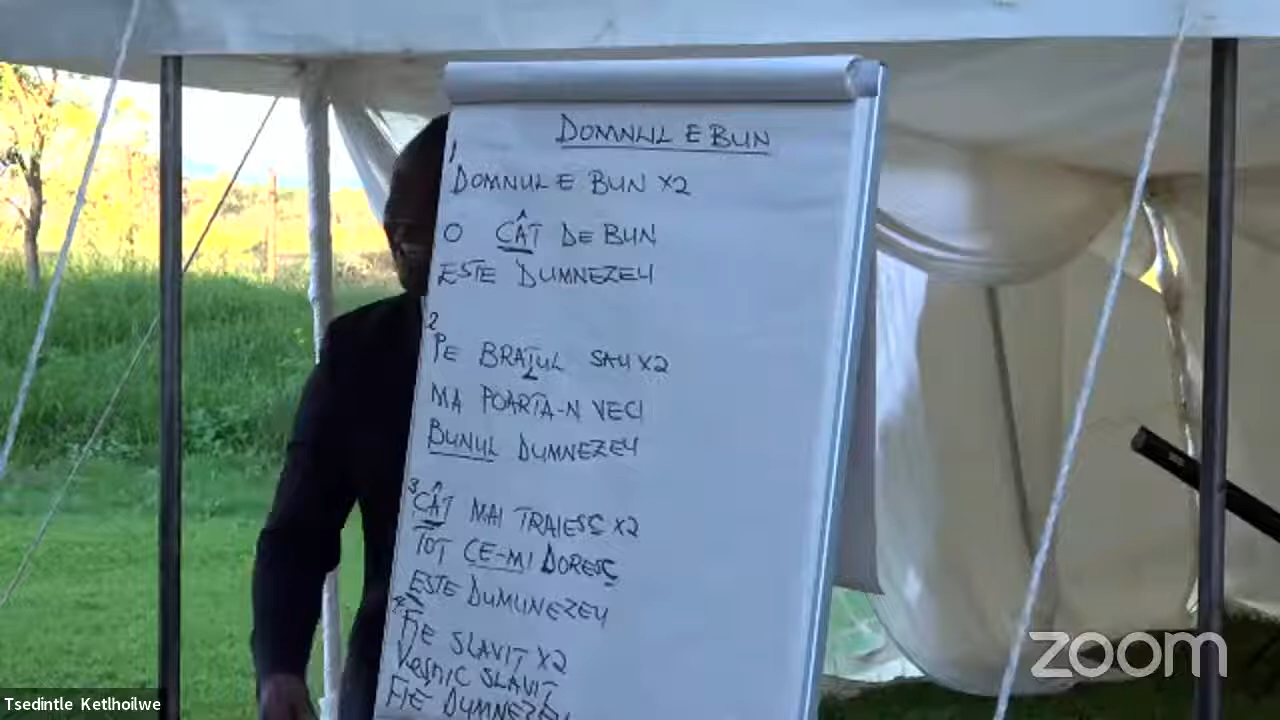 DOMNUL E BUN
1
DOMNUL E BUN X2
O CÂT DE BUN
ESTE DUMNEZEU
2
PE BRAȚUL SAU X2
MA POARTA-N VECI
BUNUL DUMNEZEU
3
CÂT MAI TRAIESC X2
TOT CE-MI DORESC
ESTE DUMUNEZEU
4
FIE SLAVIT X2
VEȘNIC SLAVIT
FIE DUMNEZEU
zoom
Tsedintle Ketlhoilwe